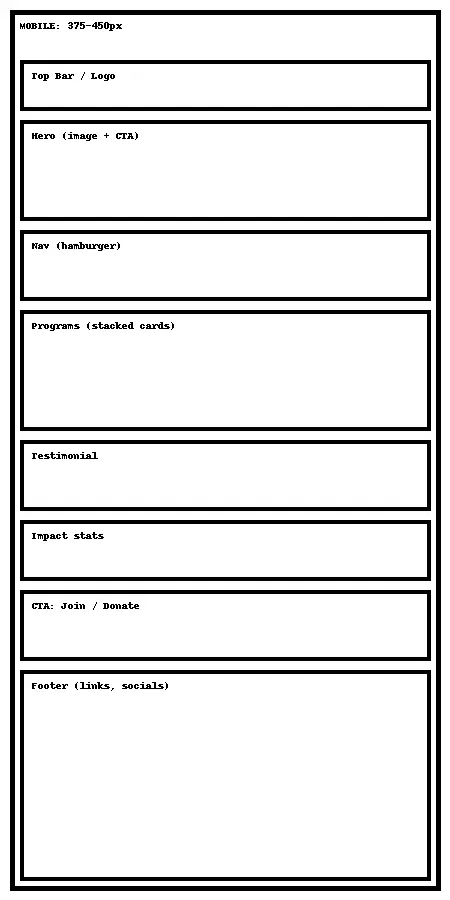 MOBILE: 375-450px
Top Bar / Logo
Hero (image + CTA)
Nav (hamburger)
Programs (stacked cards)
Testimonial
Impact stats
CTA: Join / Donate
Footer (links, socials)